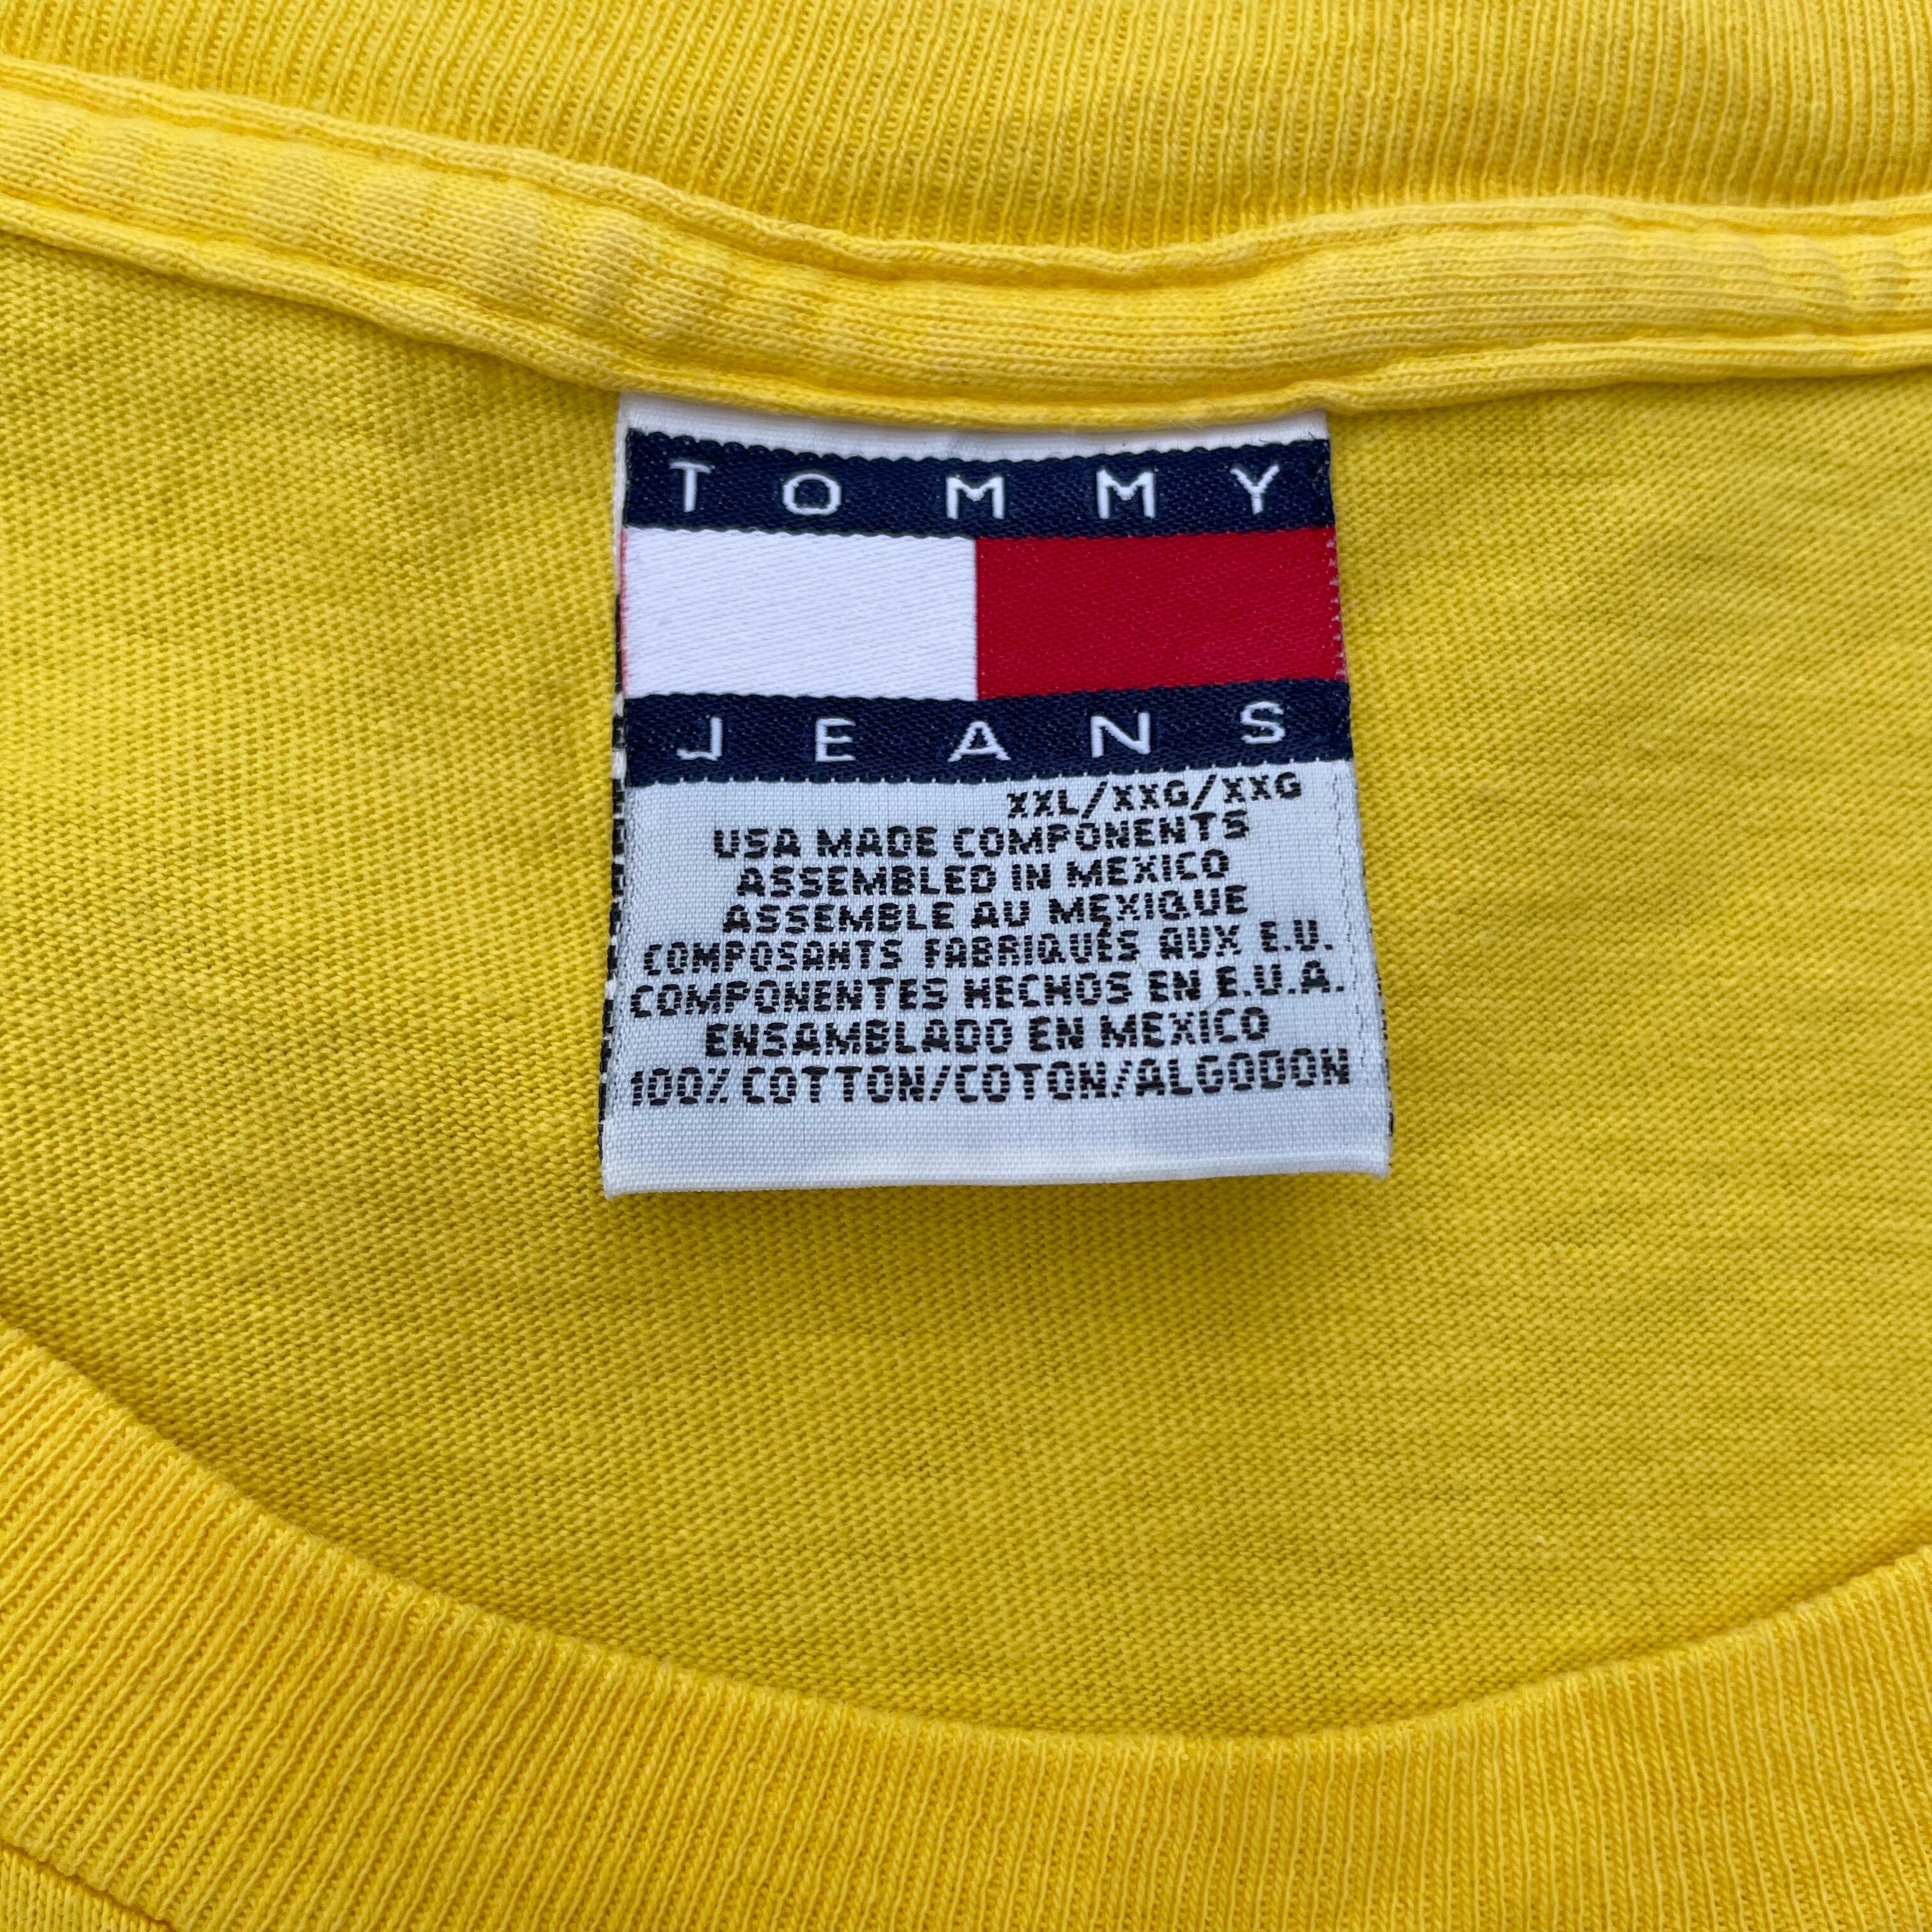 TOMMY
JEANS
XXL/XXG/XXG
USA MADE COMPONENTS
ASSEMBLED IN MEXICO
ASSEMBLE AU MEXIQUE
COMPOSANTS FABRIQUÉS AUX E.U.
COMPONENTES HECHOS EN E.U.A.
ENSAMBLADO EN MEXICO
100% COTTON/COTON/ALGODON